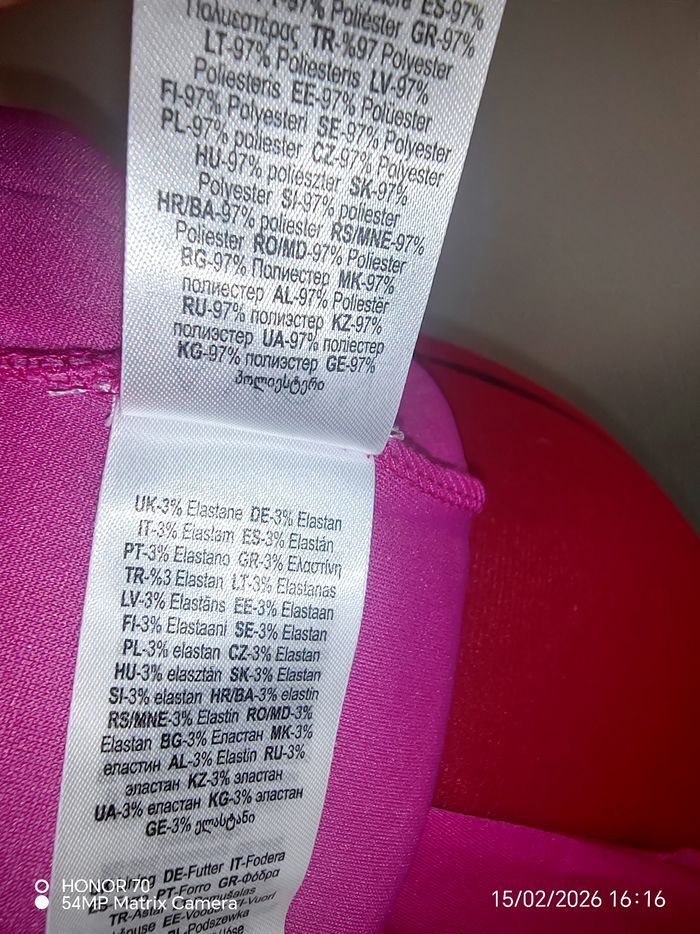 ES-97%
Poliéster GR-97%
Πολυεστέρας TR-%97 Polyester
LT-97% Poliesteris LV-97%
Poliesteris EE-97% Polüester
FI-97% Polyesteri SE-97% Polyester
PL-97% poliester CZ-97% Polyester
HU-97% poliészter SK-97%
Polyester SI-97% poliester
HR/BA-97% poliester RS/MNE-97%
Poliester RO/MD-97% Poliester
BG-97% Полиестер MK-97%
полиестер AL-97% Poliestër
RU-97% полиэстер KZ-97%
полиэстер UA-97% поліестер
KG-97% полиэстер GE-97%
პოლიესტერი
UK-3% Elastane DE-3% Elastan
IT-3% Elastam ES-3% Elastán
PT-3% Elastano GR-3% Ελαστίνη
TR-%3 Elastan LT-3% Elastanas
LV-3% Elastāns EE-3% Elastaan
FI-3% Elastaani SE-3% Elastan
PL-3% elastan CZ-3% Elastan
HU-3% elasztán SK-3% Elastan
SI-3% elastan HR/BA-3% elastin
RS/MNE-3% Elastin RO/MD-3%
Elastan BG-3% Еластан MK-3%
еластин AL-3% Elastin RU-3%
эластан KZ-3% эластан
UA-3% еластан KG-3% эластан
GE-3% ელასტანი
DE-Futter IT-Fodera
PT-Forro GR-Φόδρα
PL-Podszewka
HONOR 70
54MP Matrix Camera
15/02/2026 16:16